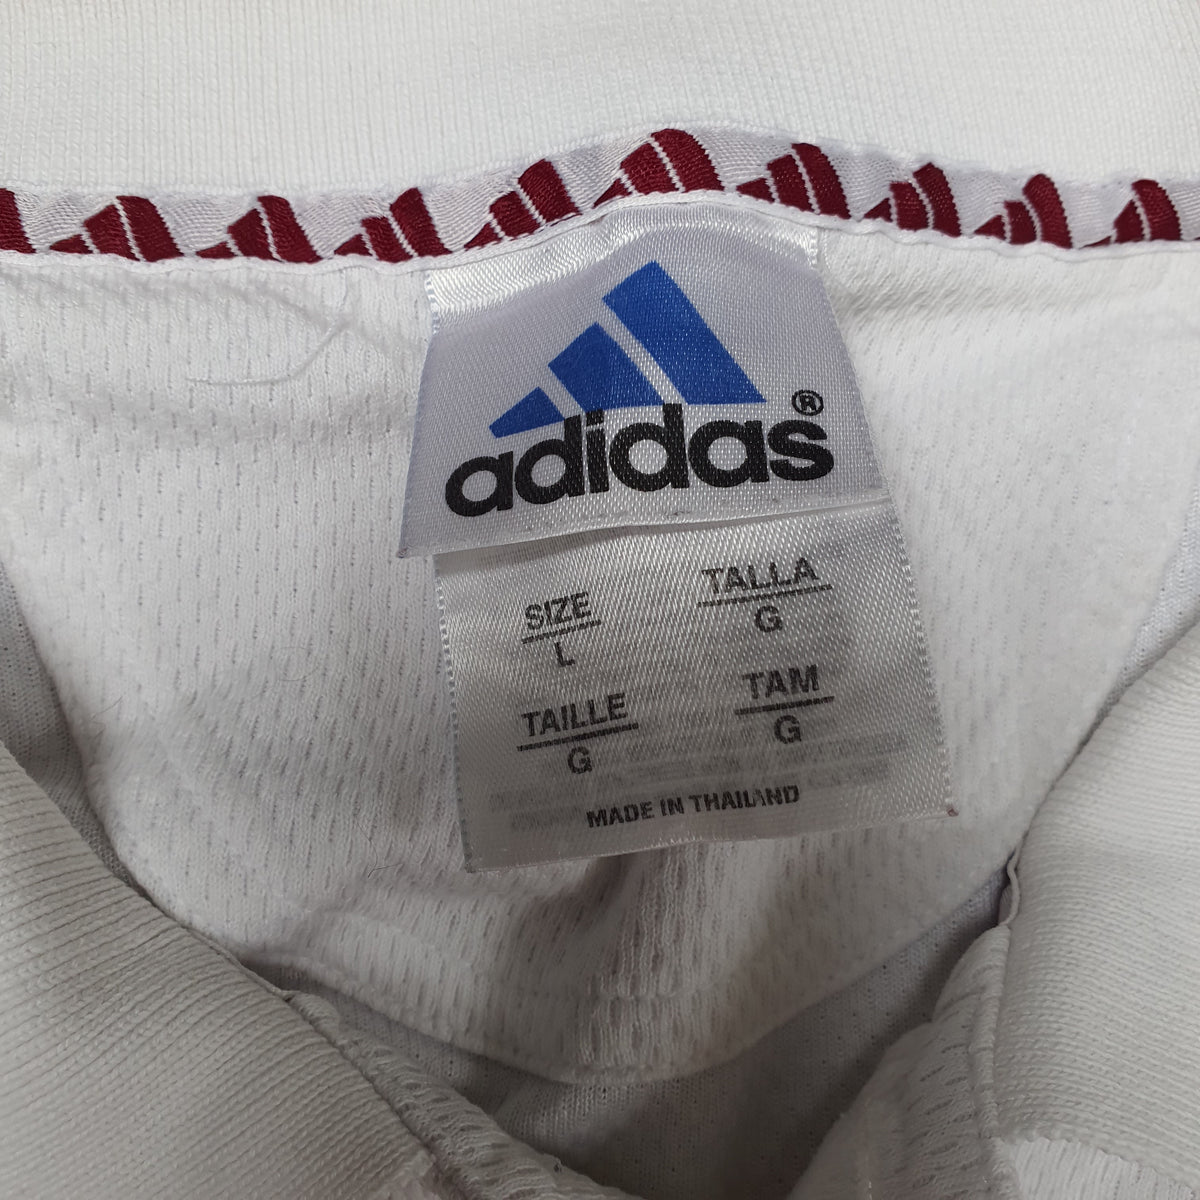 adidas®
SIZE
L
TALLA
G
TAILLE
G
TAM
G
MADE IN THAILAND